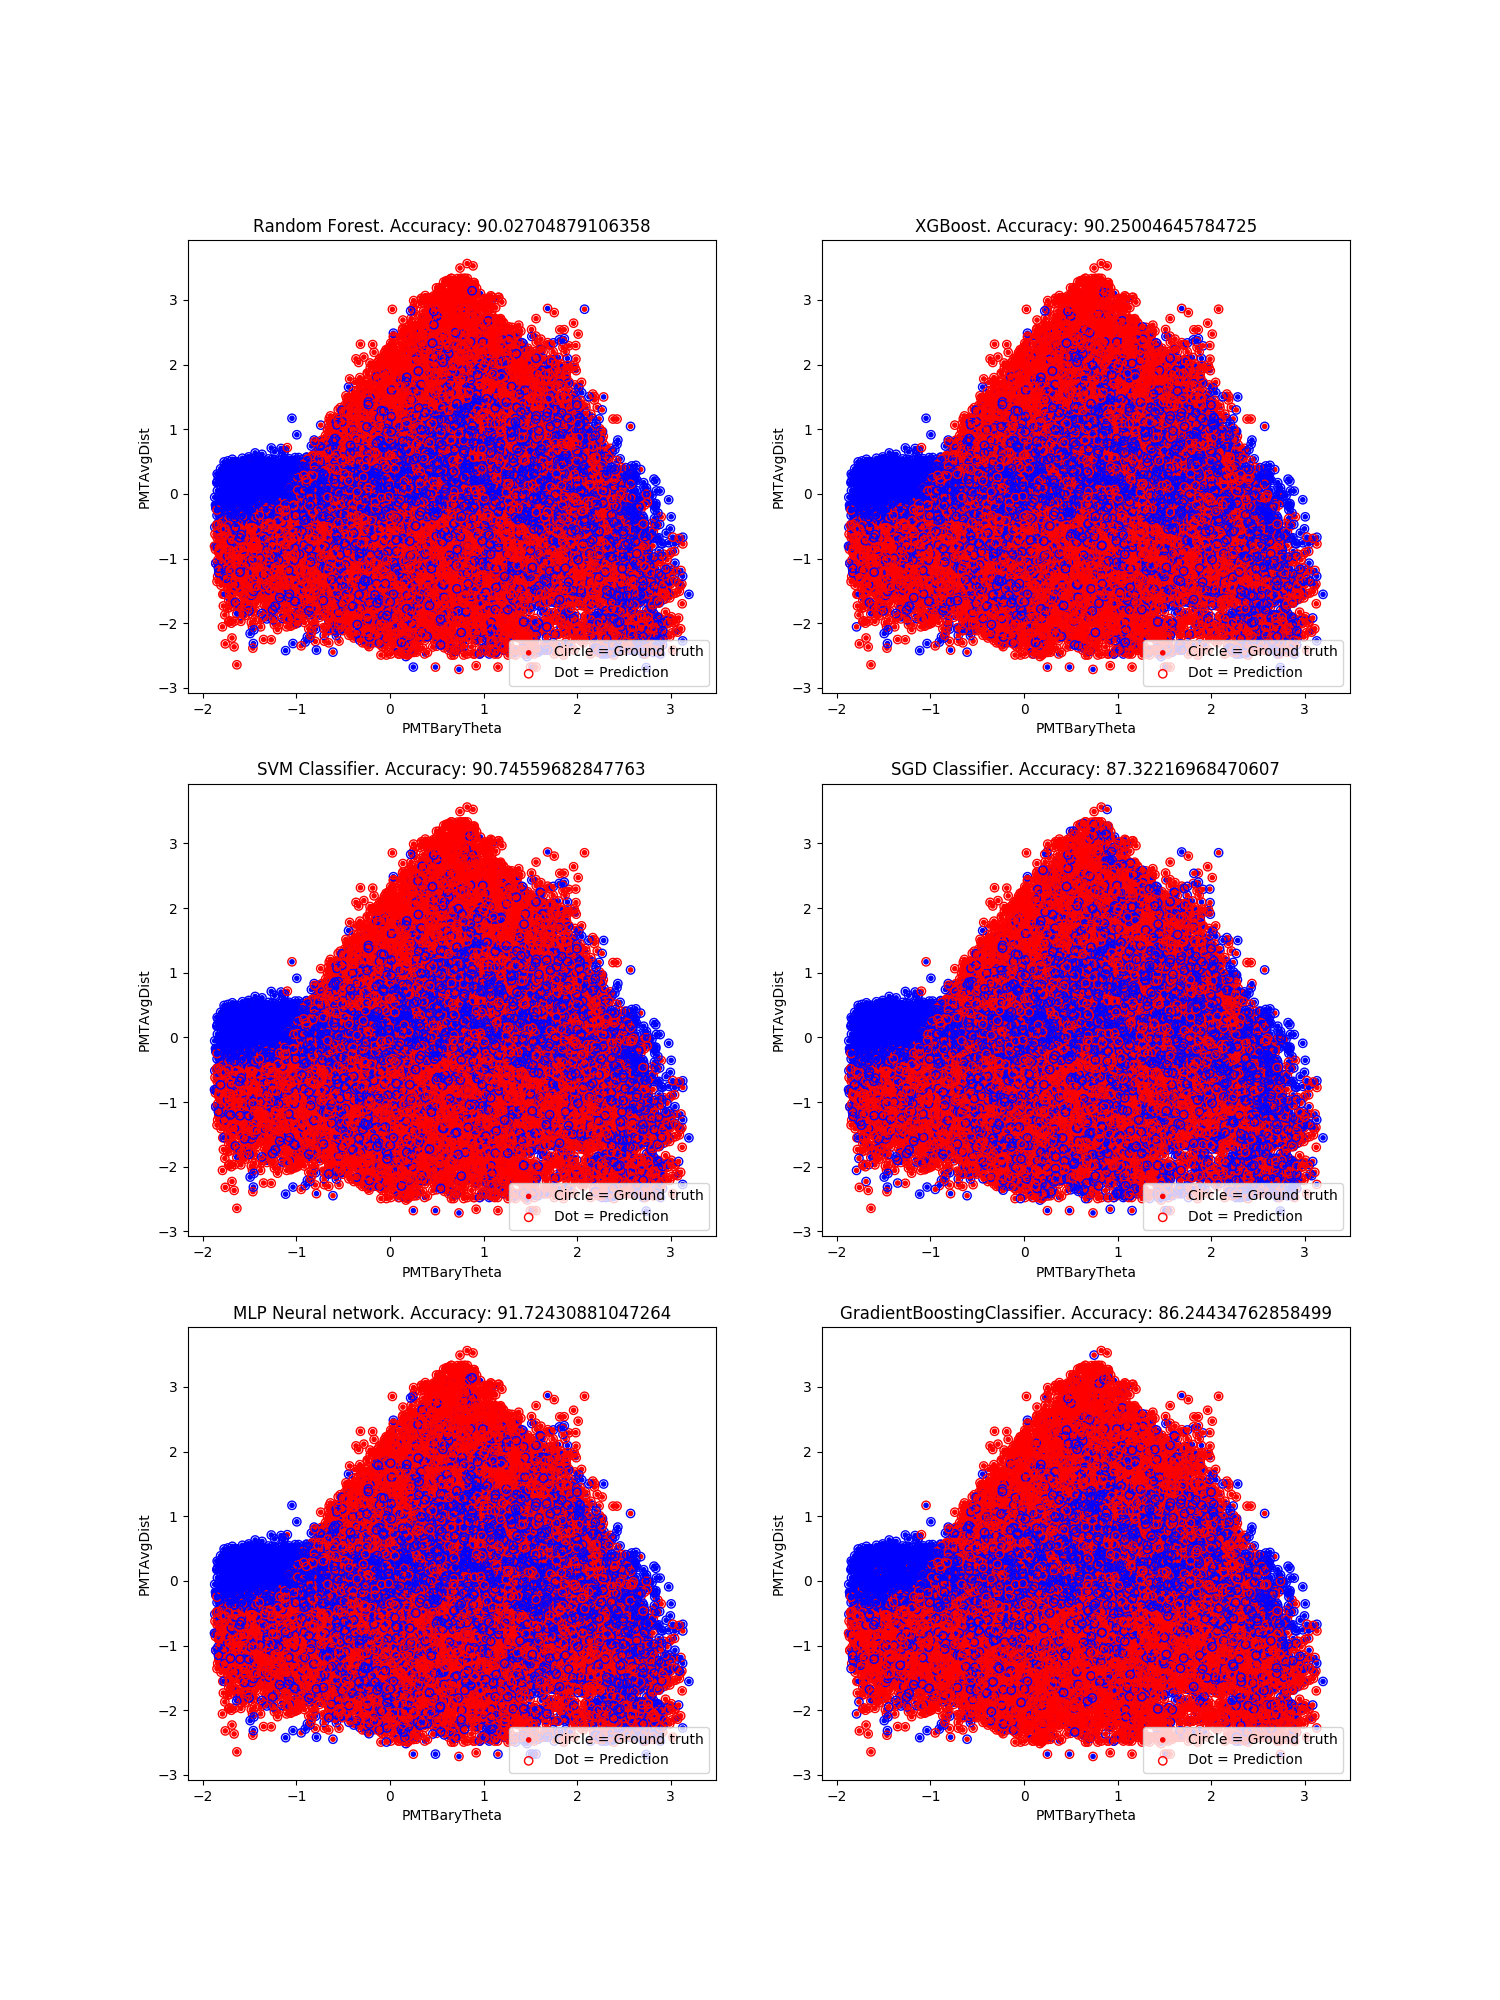 Random Forest. Accuracy: 90.02704879106358
PMTAvgDist
3
2
1
0
−1
−2
−3
Circle = Ground truth
Dot = Prediction
−2 −1 0 1 2 3
PMTBaryTheta
XGBoost. Accuracy: 90.25004645784725
PMTAvgDist
3
2
1
0
−1
−2
−3
Circle = Ground truth
Dot = Prediction
−2 −1 0 1 2 3
PMTBaryTheta
SVM Classifier. Accuracy: 90.74559682847763
PMTAvgDist
3
2
1
0
−1
−2
−3
Circle = Ground truth
Dot = Prediction
−2 −1 0 1 2 3
PMTBaryTheta
SGD Classifier. Accuracy: 87.32216968470607
PMTAvgDist
3
2
1
0
−1
−2
−3
Circle = Ground truth
Dot = Prediction
−2 −1 0 1 2 3
PMTBaryTheta
MLP Neural network. Accuracy: 91.72430881047264
PMTAvgDist
3
2
1
0
−1
−2
−3
Circle = Ground truth
Dot = Prediction
−2 −1 0 1 2 3
PMTBaryTheta
GradientBoostingClassifier. Accuracy: 86.24434762858499
PMTAvgDist
3
2
1
0
−1
−2
−3
Circle = Ground truth
Dot = Prediction
−2 −1 0 1 2 3
PMTBaryTheta